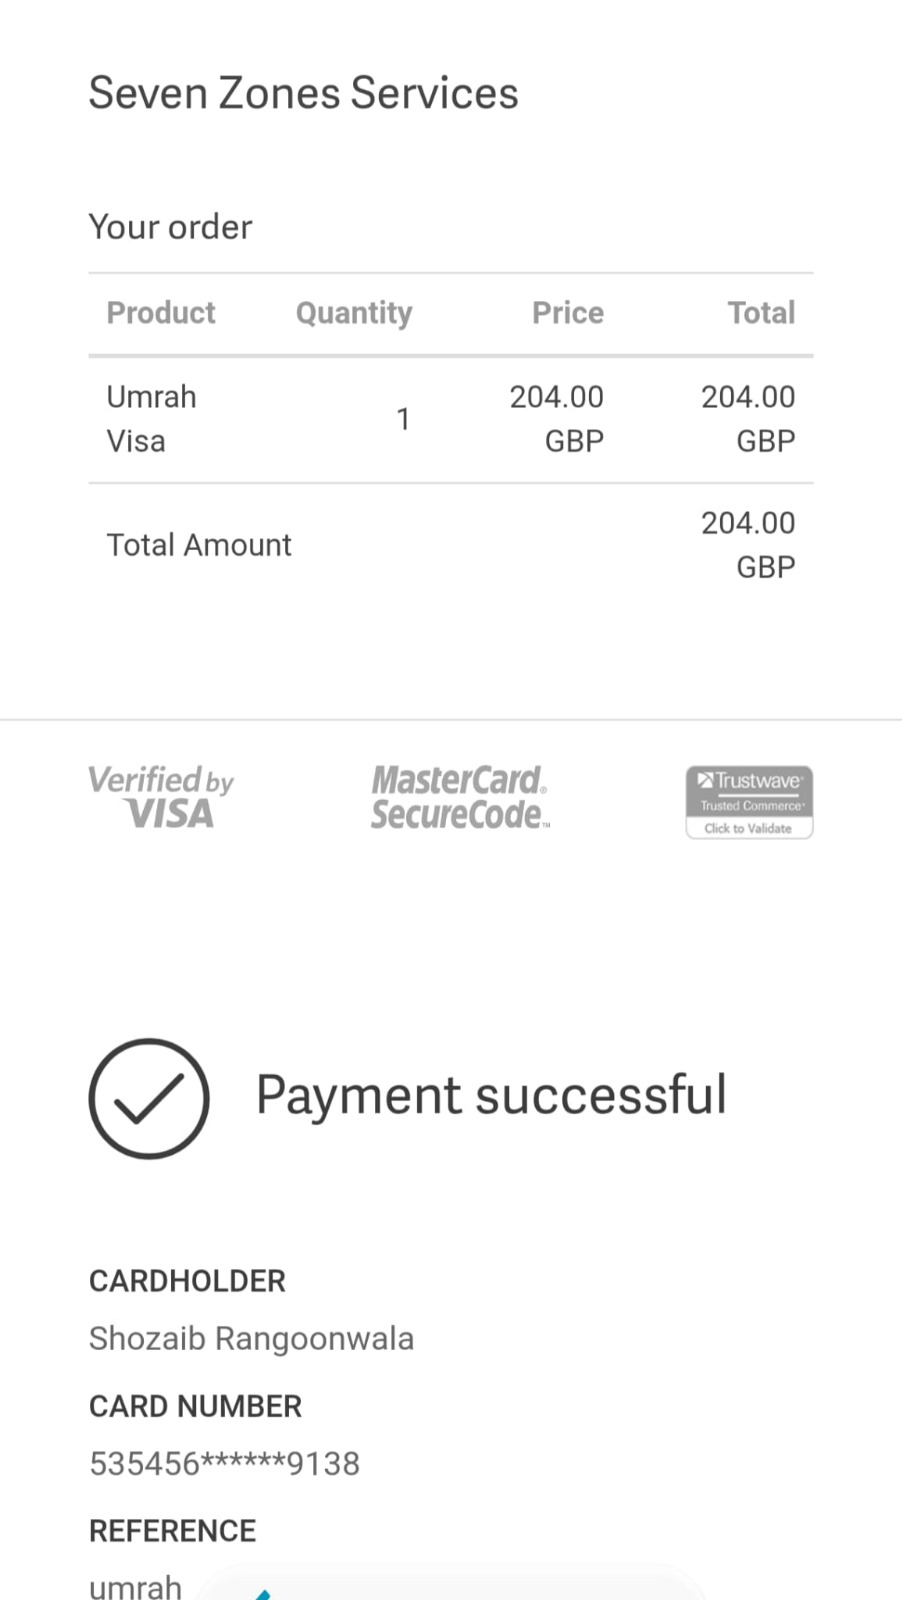 Seven Zones Services
Your order
Product Quantity Price Total
Umrah Visa 1 204.00 GBP 204.00 GBP
Total Amount 204.00 GBP
Verified by VISA
MasterCard® SecureCode™
Trustwave®
Trusted Commerce®
Click to Validate
Payment successful
CARDHOLDER
Shozaib Rangoonwala
CARD NUMBER
535456******9138
REFERENCE
umrah